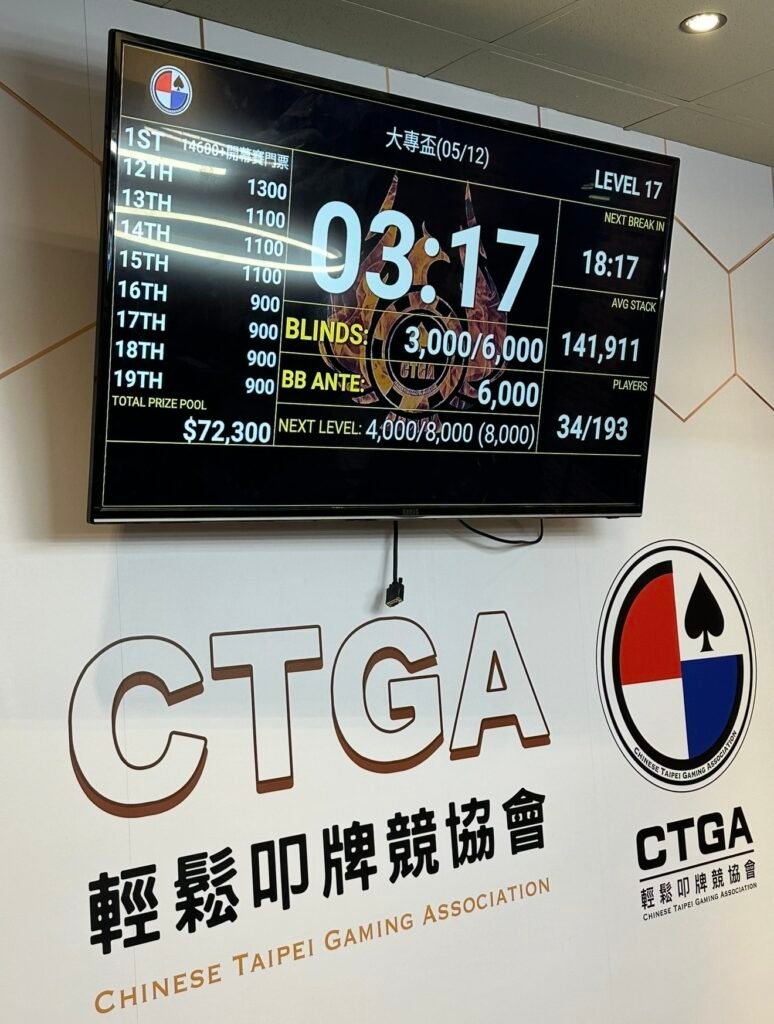 大專盃(05/12)
LEVEL 17
1ST 14600+開幕賽門票
12TH 1300
13TH 1100
14TH 1100
15TH 1100
16TH 900
17TH 900
18TH 900
19TH 900
TOTAL PRIZE POOL
$72,300
03:17
BLINDS: 3,000/6,000
BB ANTE: 6,000
NEXT LEVEL: 4,000/8,000 (8,000)
NEXT BREAK IN
18:17
AVG STACK
141,911
PLAYERS
34/193
CTGA
CTGA
輕鬆叩牌競協會
CHINESE TAIPEI GAMING ASSOCIATION
CHINESE TAIPEI GAMING ASSOCIATION
CTGA
輕鬆叩牌競協會
CHINESE TAIPEI GAMING ASSOCIATION